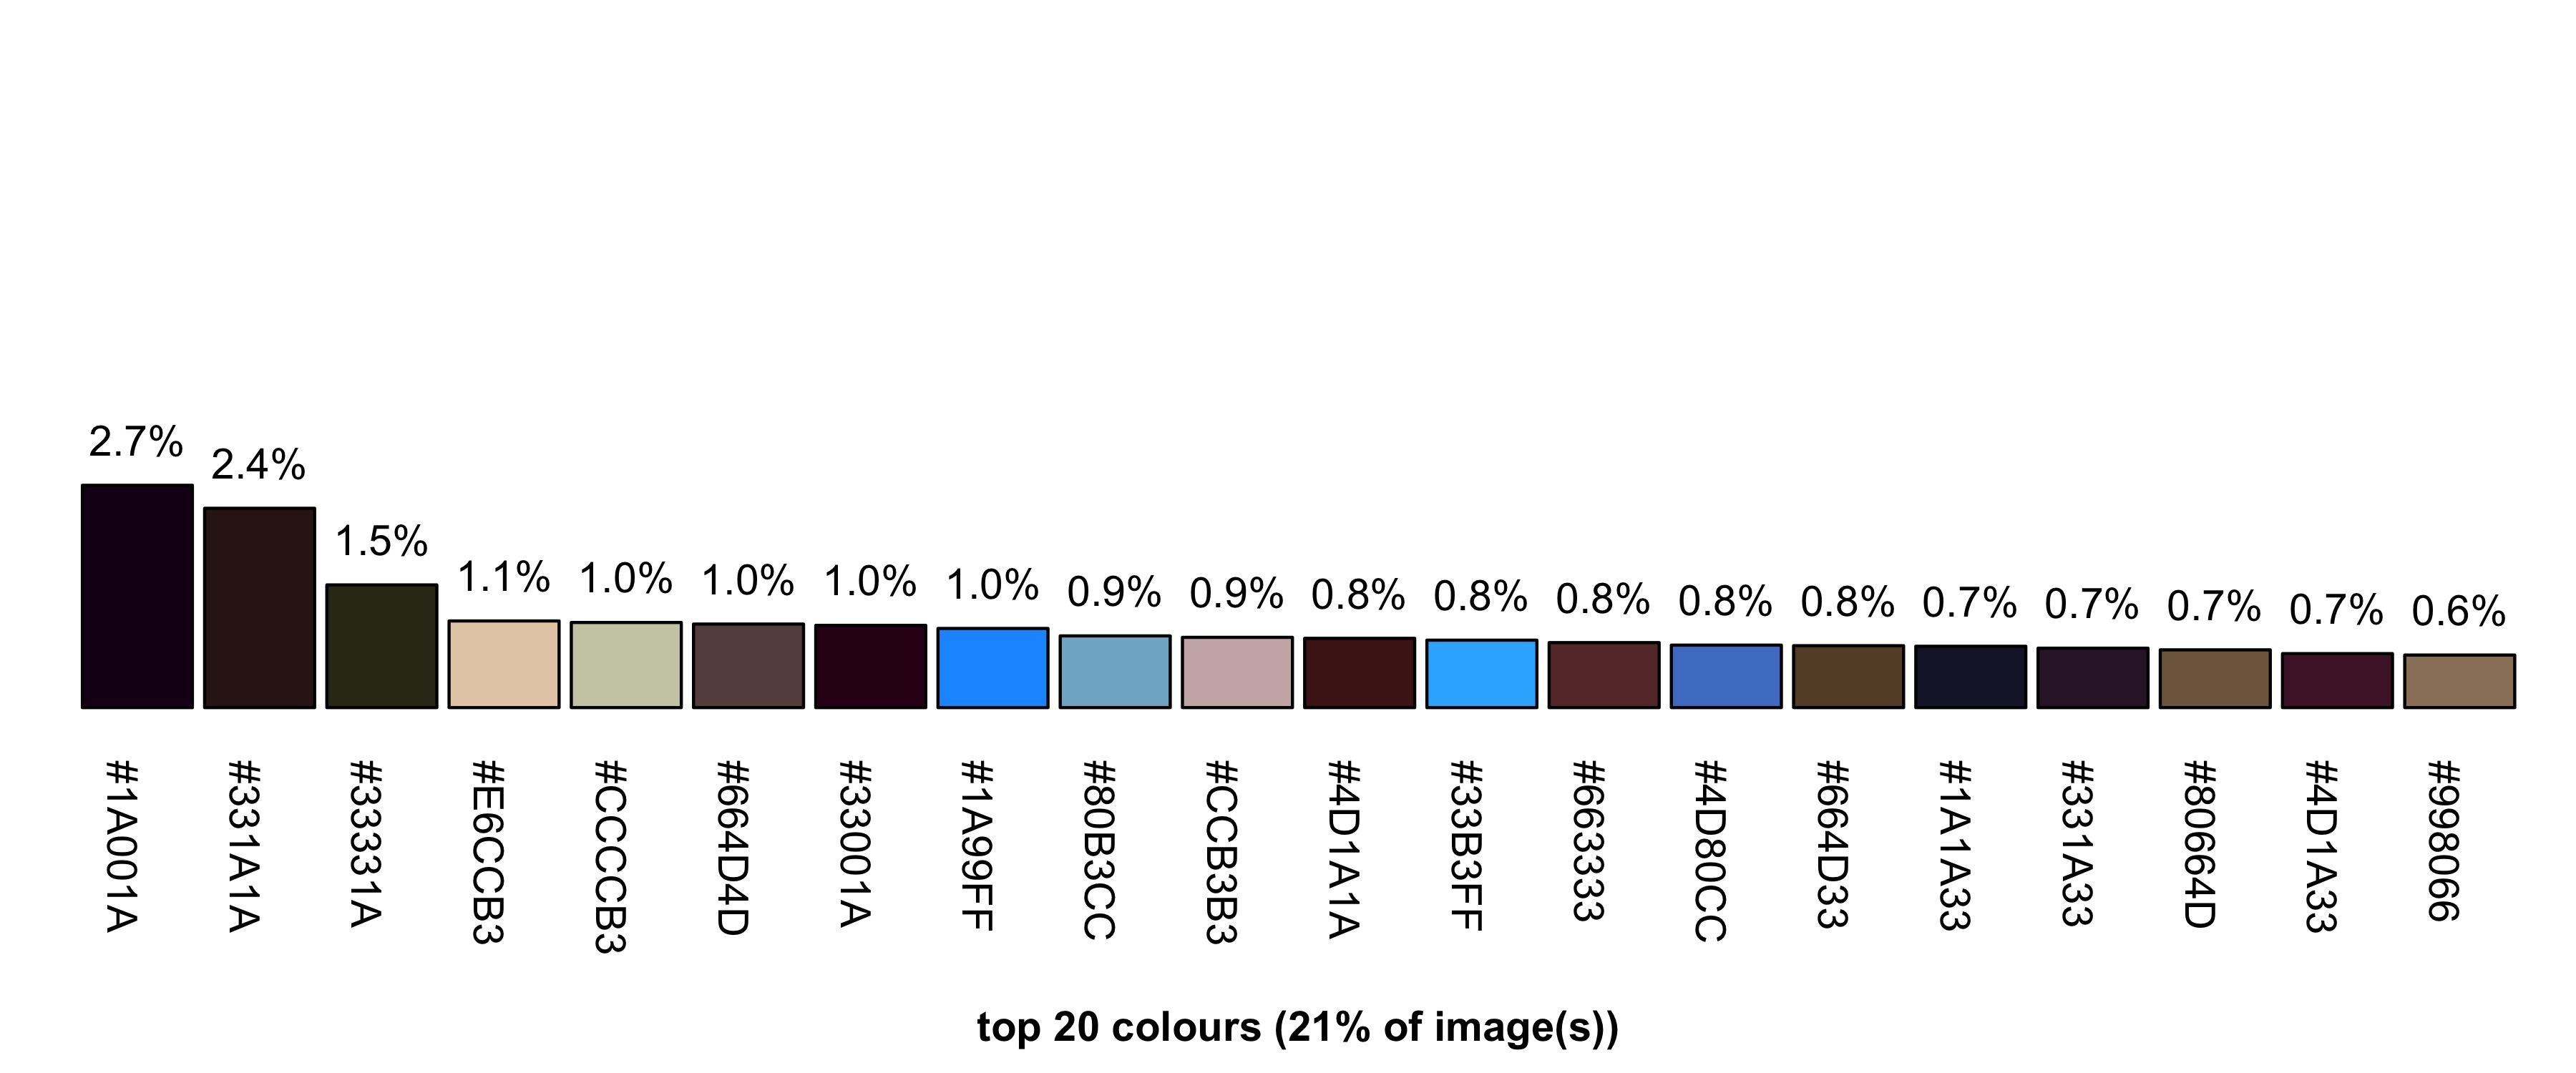 2.7%
2.4%
1.5%
1.1%
1.0%
1.0%
1.0%
1.0%
0.9%
0.9%
0.8%
0.8%
0.8%
0.8%
0.8%
0.7%
0.7%
0.7%
0.7%
0.6%
#1A001A
#331A1A
#33331A
#E6CCB3
#CCCCB3
#664D4D
#33001A
#1A99FF
#80B3CC
#CCB3B3
#4D1A1A
#33B3FF
#663333
#4D80CC
#664D33
#1A1A33
#331A33
#80664D
#4D1A33
#998066
top 20 colours (21% of image(s))